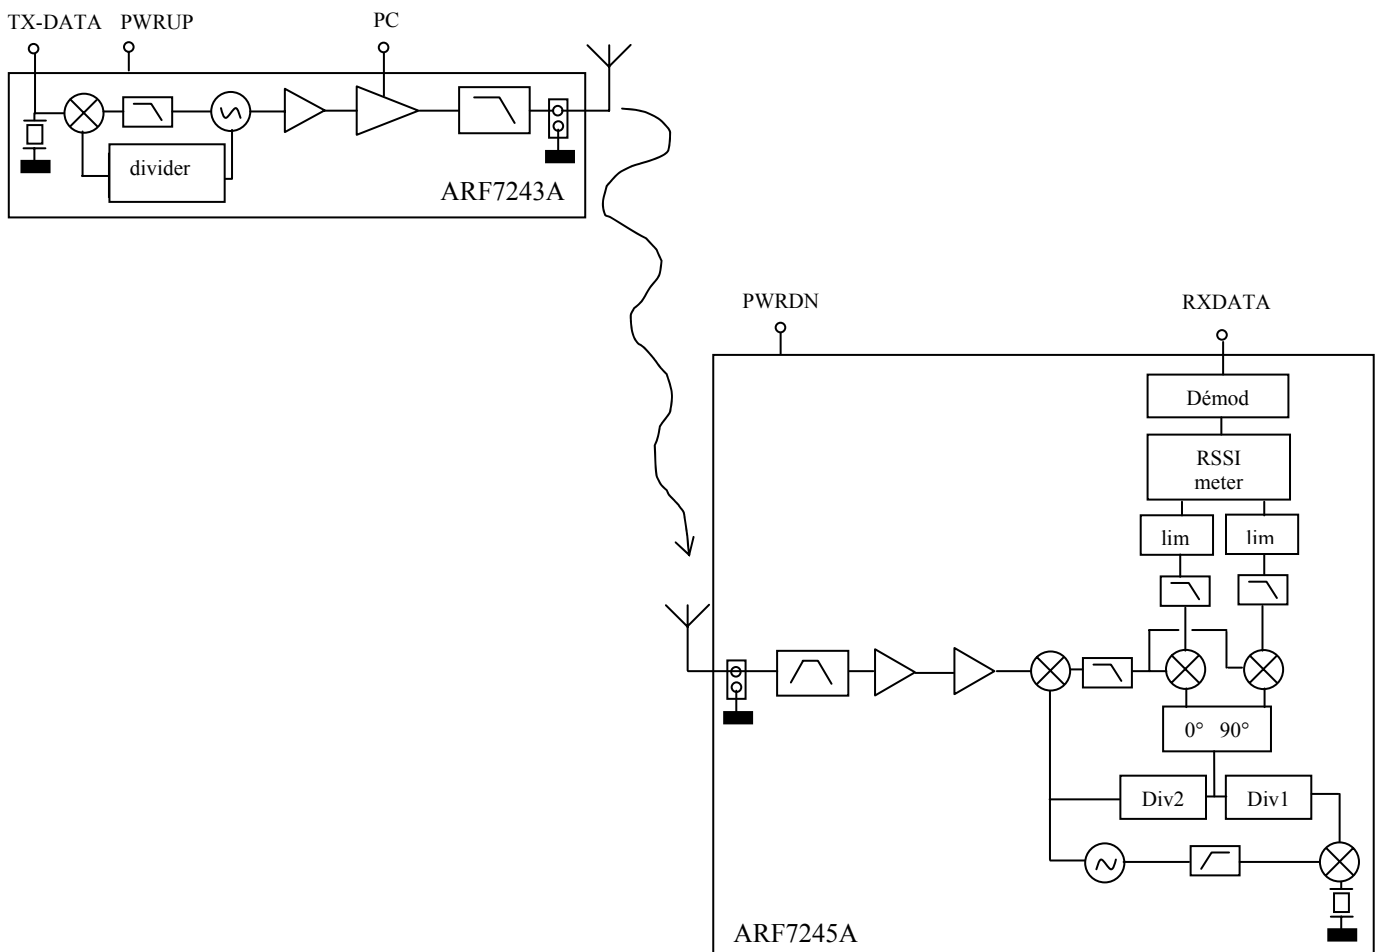 TX-DATA PWRUP PC
divider
ARF7243A
PWRDN RXDATA
Démod
RSSI
meter
lim lim
0° 90°
Div2 Div1
ARF7245A